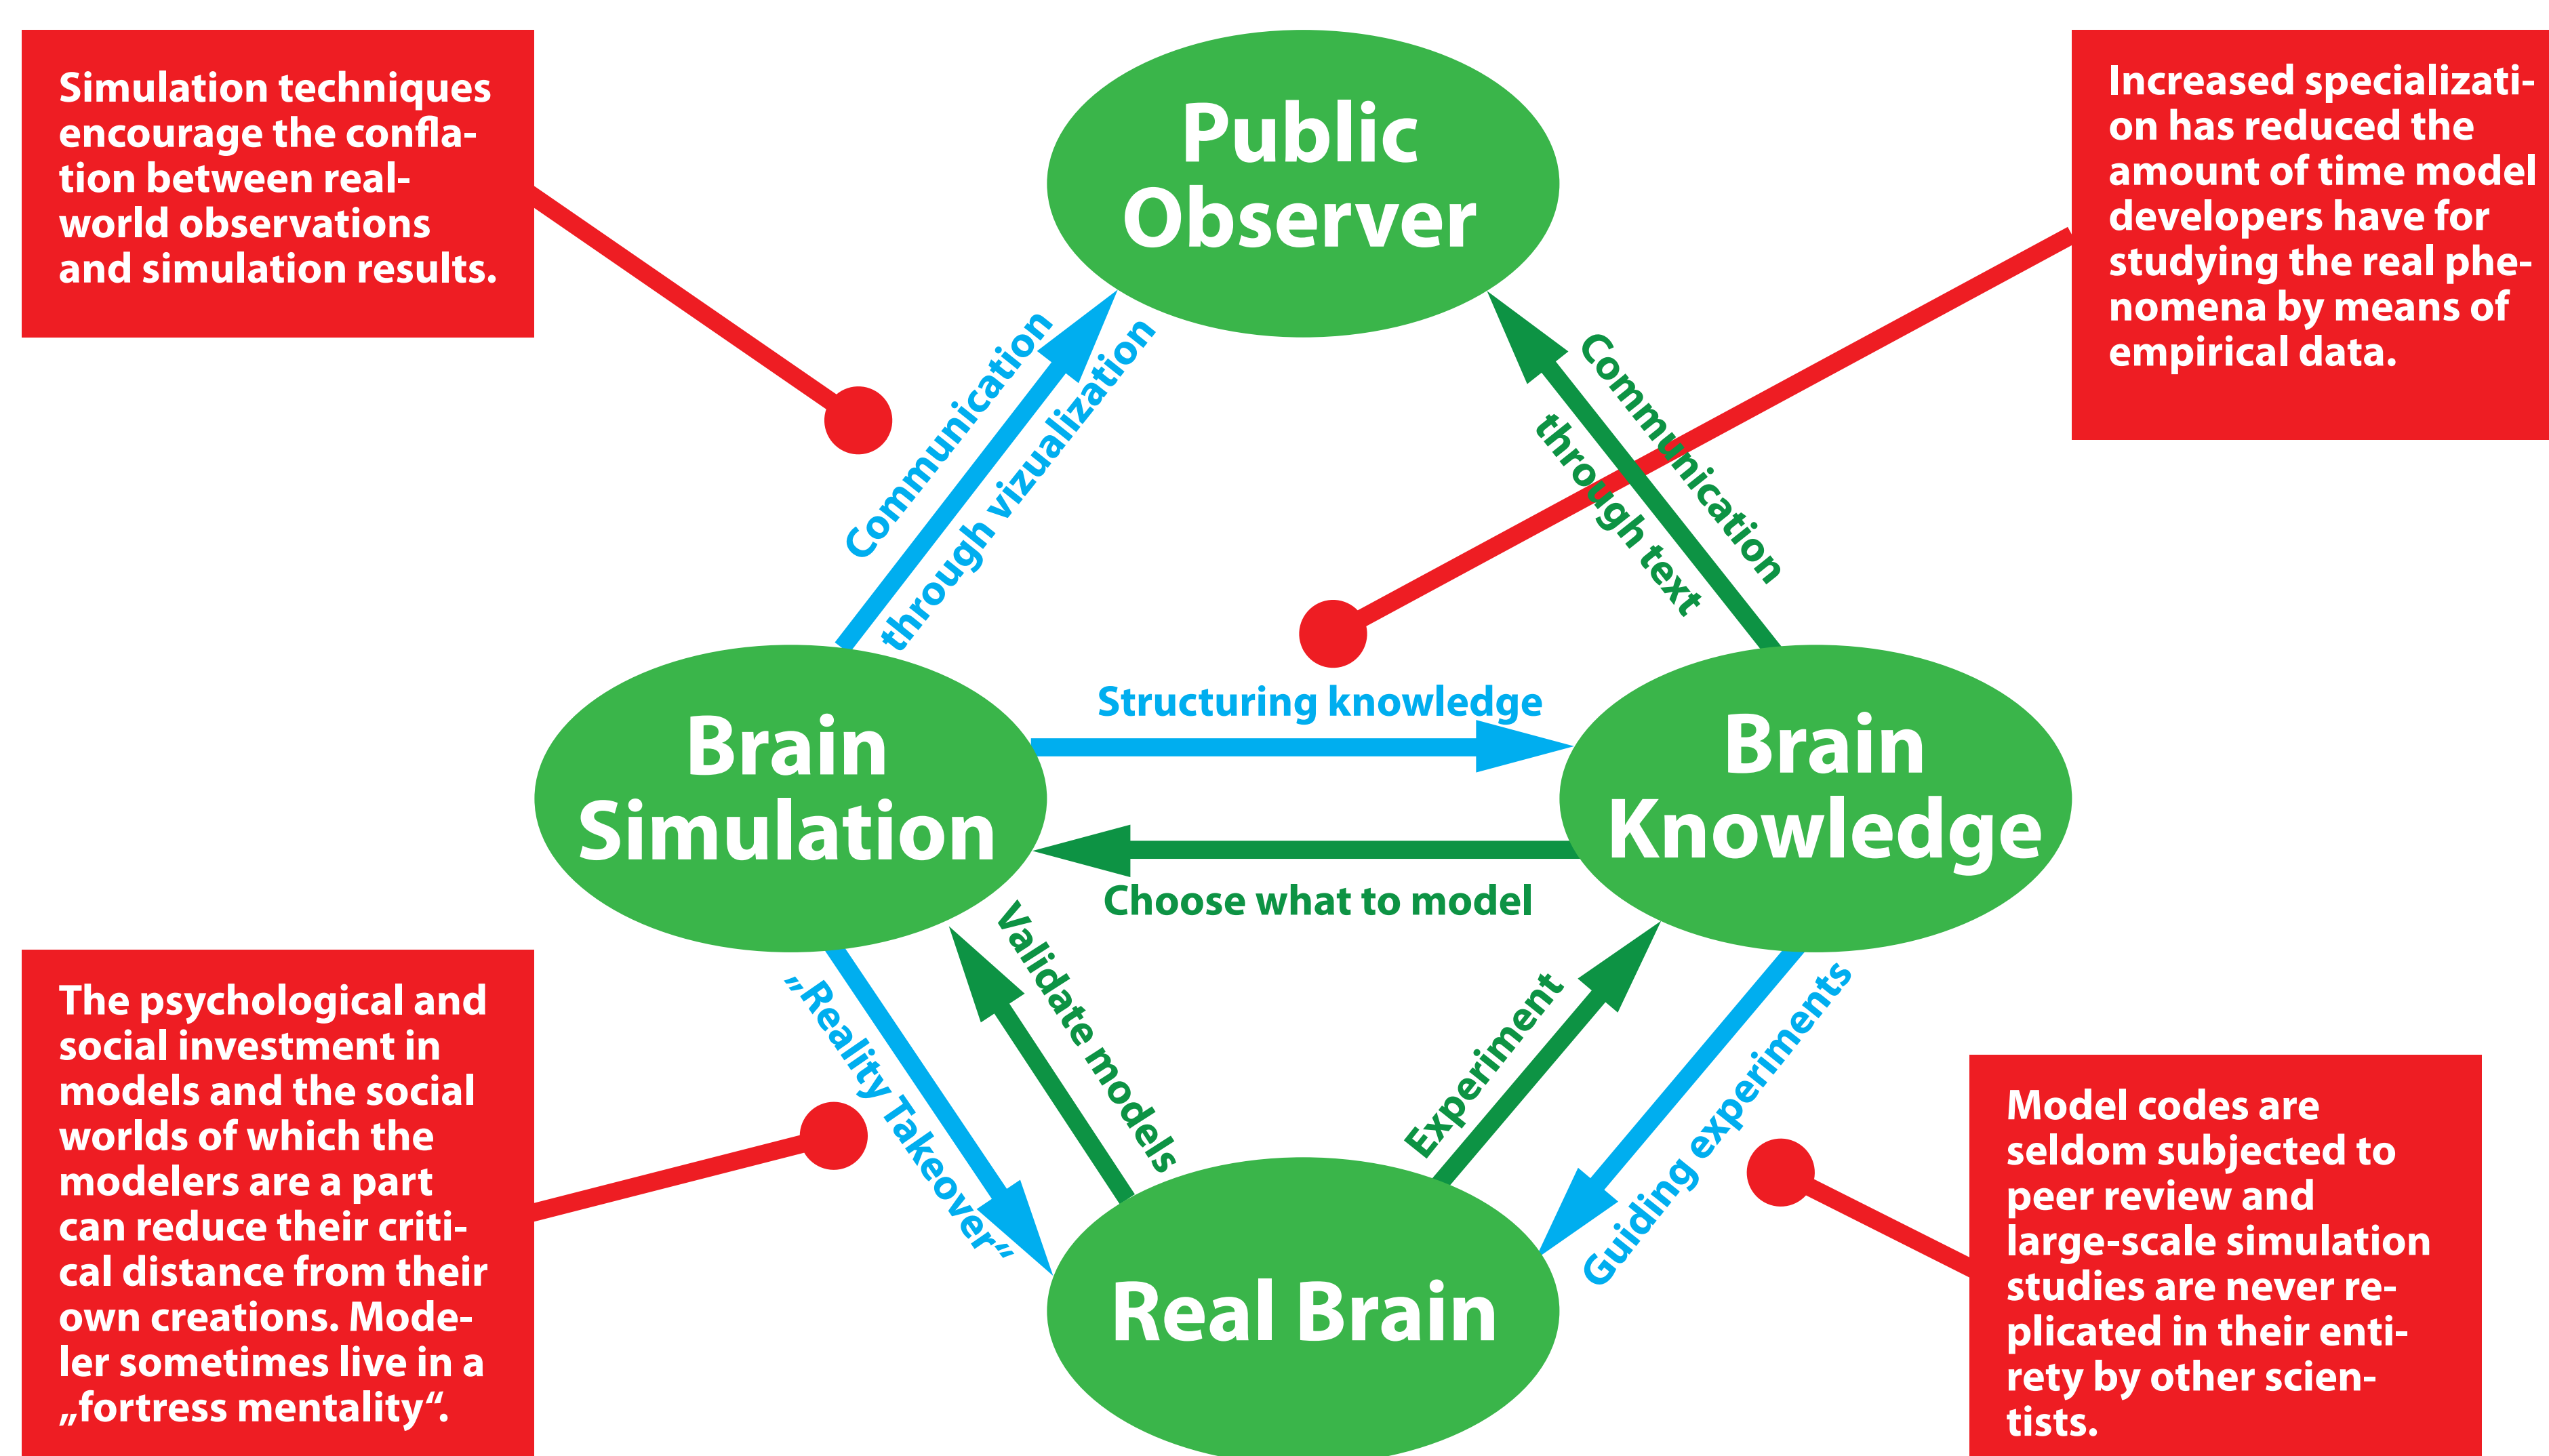 Simulation techniques
encourage the confla-
tion between real-
world observations
and simulation results.
Public
Observer
Increased specializati-
on has reduced the
amount of time model
developers have for
studying the real phe-
nomena by means of
empirical data.
Communication
through vizualization
Communication
through text
Structuring knowledge
Brain
Simulation
Brain
Knowledge
Choose what to model
„Reality Takeover“
Validate models
Experiment
Guiding experiments
The psychological and
social investment in
models and the social
worlds of which the
modelers are a part
can reduce their criti-
cal distance from their
own creations. Mode-
ler sometimes live in a
„fortress mentality“.
Real Brain
Model codes are
seldom subjected to
peer review and
large-scale simulation
studies are never re-
plicated in their enti-
rety by other scien-
tists.